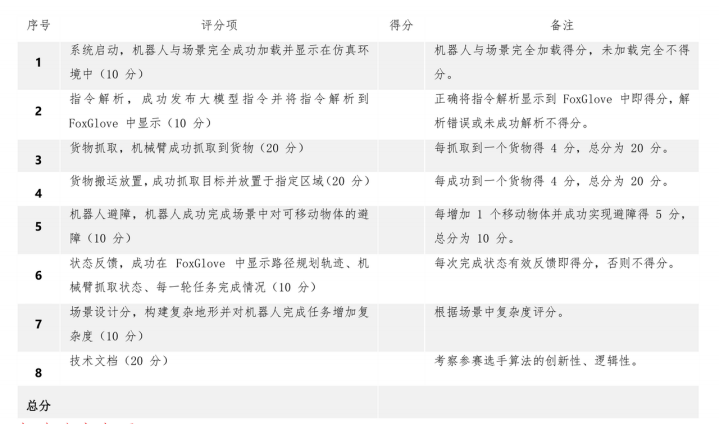 序号 评分项 得分 备注
1 系统启动，机器人与场景完全成功加载并显示在仿真环 机器人与场景完全加载得分，未加载完全不得
境中（10 分） 分。
2 指令解析，成功发布大模型指令并将指令解析到 正确将指令解析显示到 FoxGlove 中即得分，解
FoxGlove 中显示（10 分） 析错误或未成功解析不得分。
3 货物抓取，机械臂成功抓取到货物（20 分） 每抓取到一个货物得 4 分，总分为 20 分。
4 货物搬运放置，成功抓取目标并放置于指定区域（20 分） 每成功到一个货物得 4 分，总分为 20 分。
5 机器人避障，机器人成功完成场景中对可移动物体的避 每增加 1 个移动物体并成功实现避障得 5 分，
障（10 分） 总分为 10 分。
6 状态反馈，成功在 FoxGlove 中显示路径规划轨迹、机 每次完成状态有效反馈即得分，否则不得分。
械臂抓取状态、每一轮任务完成情况（10 分）
7 场景设计分，构建复杂地形并对机器人完成任务增加复 根据场景中复杂度评分。
杂度（10 分）
8 技术文档（20 分） 考察参赛选手算法的创新性、逻辑性。
总分